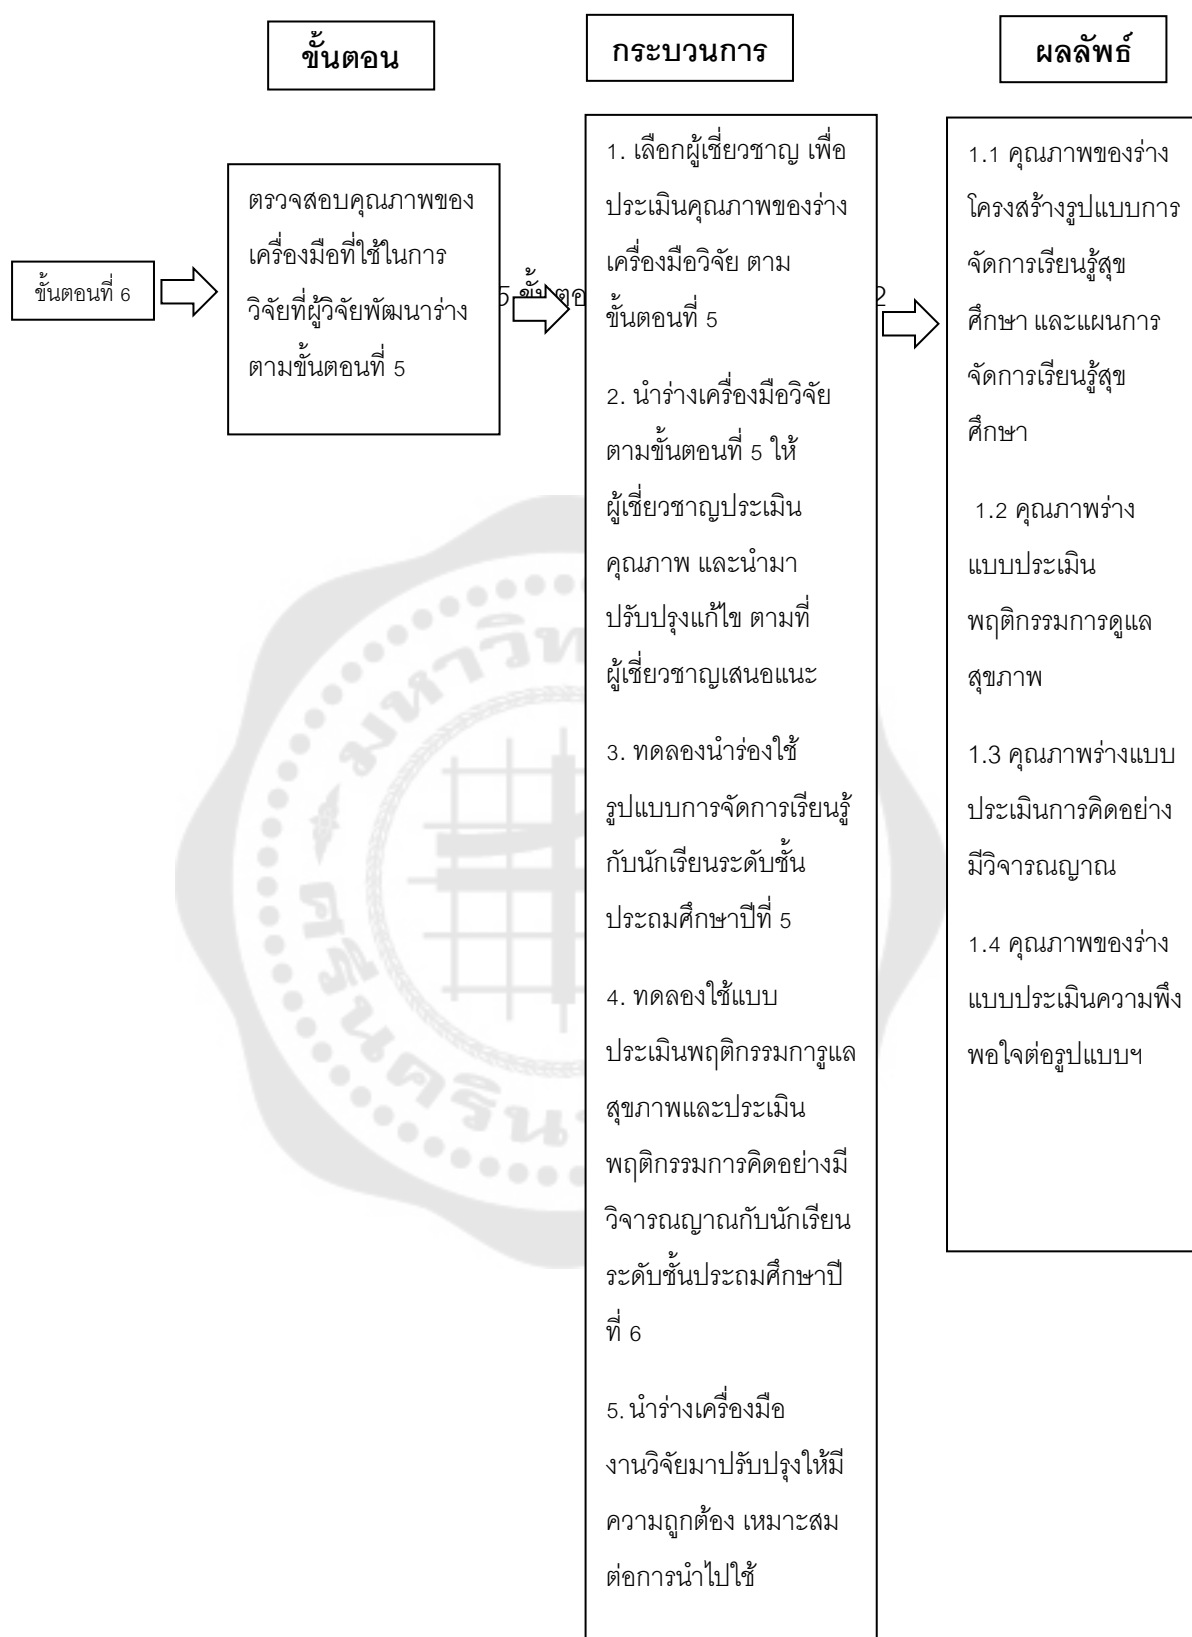 ขั้นตอน
กระบวนการ
ผลลัพธ์
ขั้นตอนที่ 6
ตรวจสอบคุณภาพของ
เครื่องมือที่ใช้ในการ
วิจัยที่ผู้วิจัยพัฒนาร่าง
ตามขั้นตอนที่ 5
5 ขั้นตอ
2
1. เลือกผู้เชี่ยวชาญ เพื่อ
ประเมินคุณภาพของร่าง
เครื่องมือวิจัย ตาม
ขั้นตอนที่ 5
2. นำร่างเครื่องมือวิจัย
ตามขั้นตอนที่ 5 ให้
ผู้เชี่ยวชาญประเมิน
คุณภาพ และนำมา
ปรับปรุงแก้ไข ตามที่
ผู้เชี่ยวชาญเสนอแนะ
3. ทดลองนำร่องใช้
รูปแบบการจัดการเรียนรู้
กับนักเรียนระดับชั้น
ประถมศึกษาปีที่ 5
4. ทดลองใช้แบบ
ประเมินพฤติกรรมการูแล
สุขภาพและประเมิน
พฤติกรรมการคิดอย่างมี
วิจารณญาณกับนักเรียน
ระดับชั้นประถมศึกษาปี
ที่ 6
5. นำร่างเครื่องมือ
งานวิจัยมาปรับปรุงให้มี
ความถูกต้อง เหมาะสม
ต่อการนำไปใช้
1.1 คุณภาพของร่าง
โครงสร้างรูปแบบการ
จัดการเรียนรู้สุข
ศึกษา และแผนการ
จัดการเรียนรู้สุข
ศึกษา
1.2 คุณภาพร่าง
แบบประเมิน
พฤติกรรมการดูแล
สุขภาพ
1.3 คุณภาพร่างแบบ
ประเมินการคิดอย่าง
มีวิจารณญาณ
1.4 คุณภาพของร่าง
แบบประเมินความพึง
พอใจต่อรูปแบบฯ
มหาวิท
ศรีนครินท